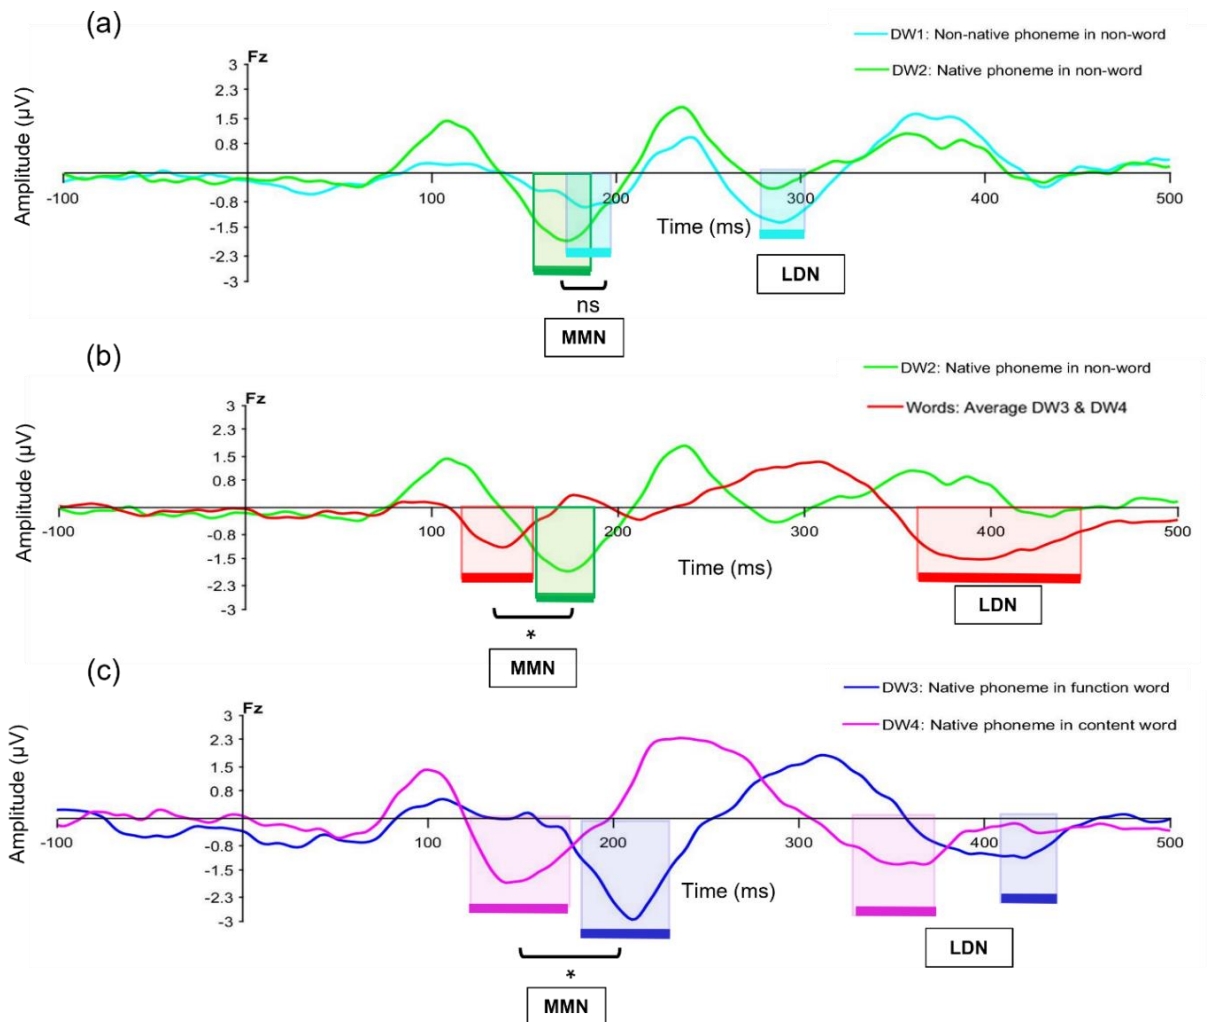 (a)
Fz
DW1: Non-native phoneme in non-word
DW2: Native phoneme in non-word
Amplitude (µV)
3
2.3
1.5
0.8
-0.8
-1.5
-2.3
-3
-100
100
200
300
400
500
Time (ms)
LDN
ns
MMN
(b)
Fz
DW2: Native phoneme in non-word
Words: Average DW3 & DW4
Amplitude (µV)
3
2.3
1.5
0.8
-0.8
-1.5
-2.3
-3
-100
100
200
300
400
500
Time (ms)
LDN
*
MMN
(c)
Fz
DW3: Native phoneme in function word
DW4: Native phoneme in content word
Amplitude (µV)
3
2.3
1.5
0.8
-0.8
-1.5
-2.3
-3
-100
100
200
300
400
500
Time (ms)
LDN
*
MMN